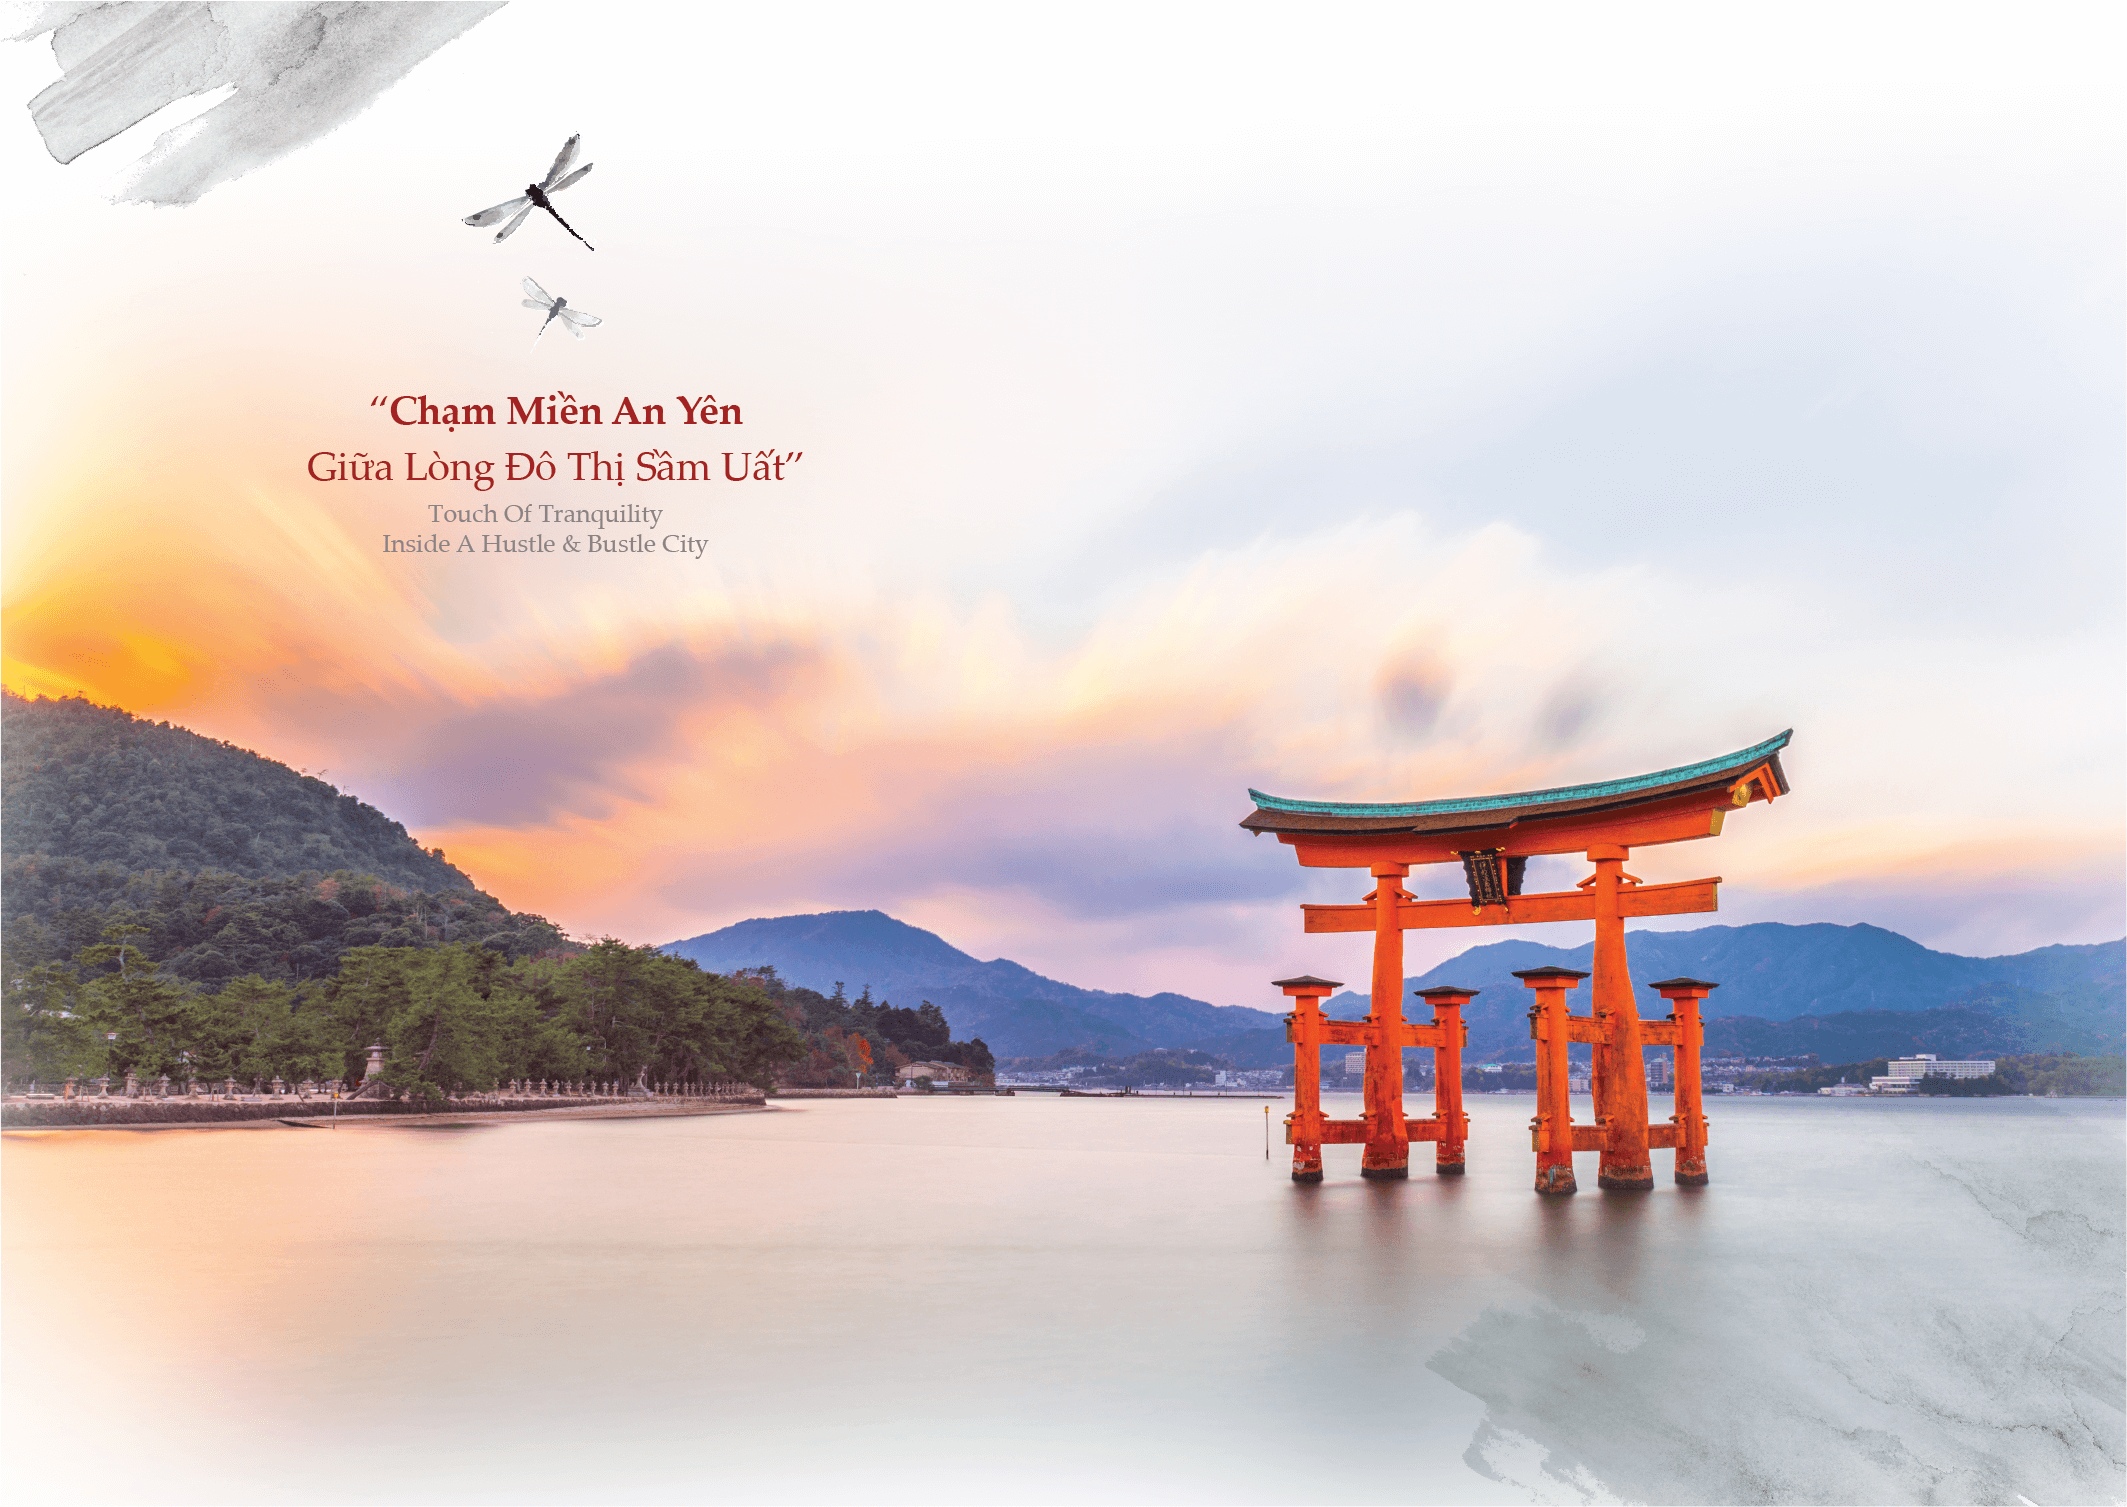 “Chạm Miền An Yên
Giữa Lòng Đô Thị Sầm Uất”
Touch Of Tranquility
Inside A Hustle & Bustle City